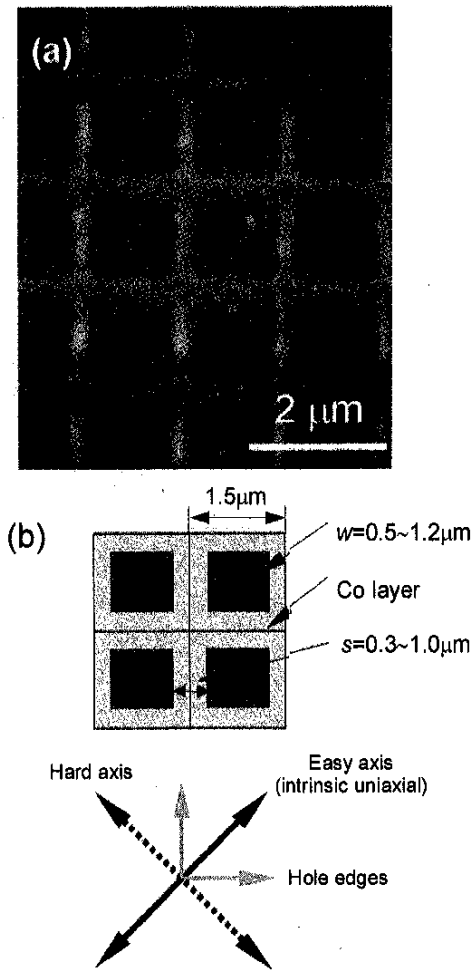 (a)
2 μm
(b)
1.5μm
w=0.5~1.2μm
Co layer
s=0.3~1.0μm
Hard axis
Easy axis
(intrinsic uniaxial)
Hole edges